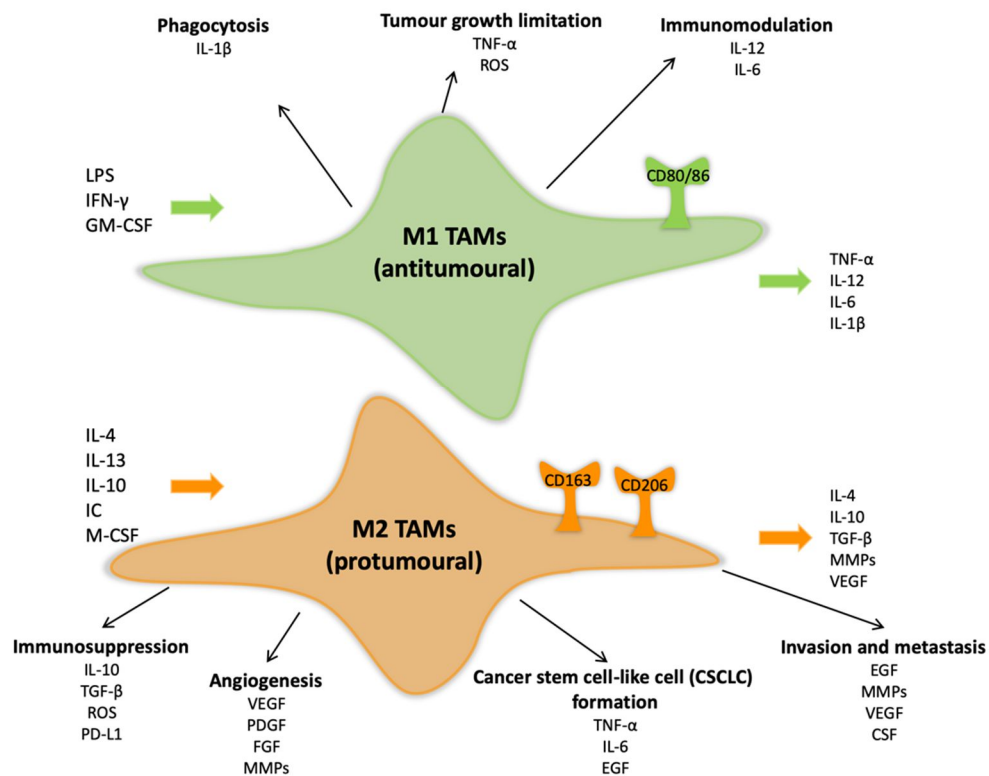 Phagocytosis
IL-1β
Tumour growth limitation
TNF-α
ROS
Immunomodulation
IL-12
IL-6
LPS
IFN-γ
GM-CSF
CD80/86
M1 TAMs
(antitumoural)
TNF-α
IL-12
IL-6
IL-1β
IL-4
IL-13
IL-10
IC
M-CSF
CD163
CD206
M2 TAMs
(protumoural)
IL-4
IL-10
TGF-β
MMPs
VEGF
Immunosuppression
IL-10
TGF-β
ROS
PD-L1
Angiogenesis
VEGF
PDGF
FGF
MMPs
Cancer stem cell-like cell (CSCLC)
formation
TNF-α
IL-6
EGF
Invasion and metastasis
EGF
MMPs
VEGF
CSF